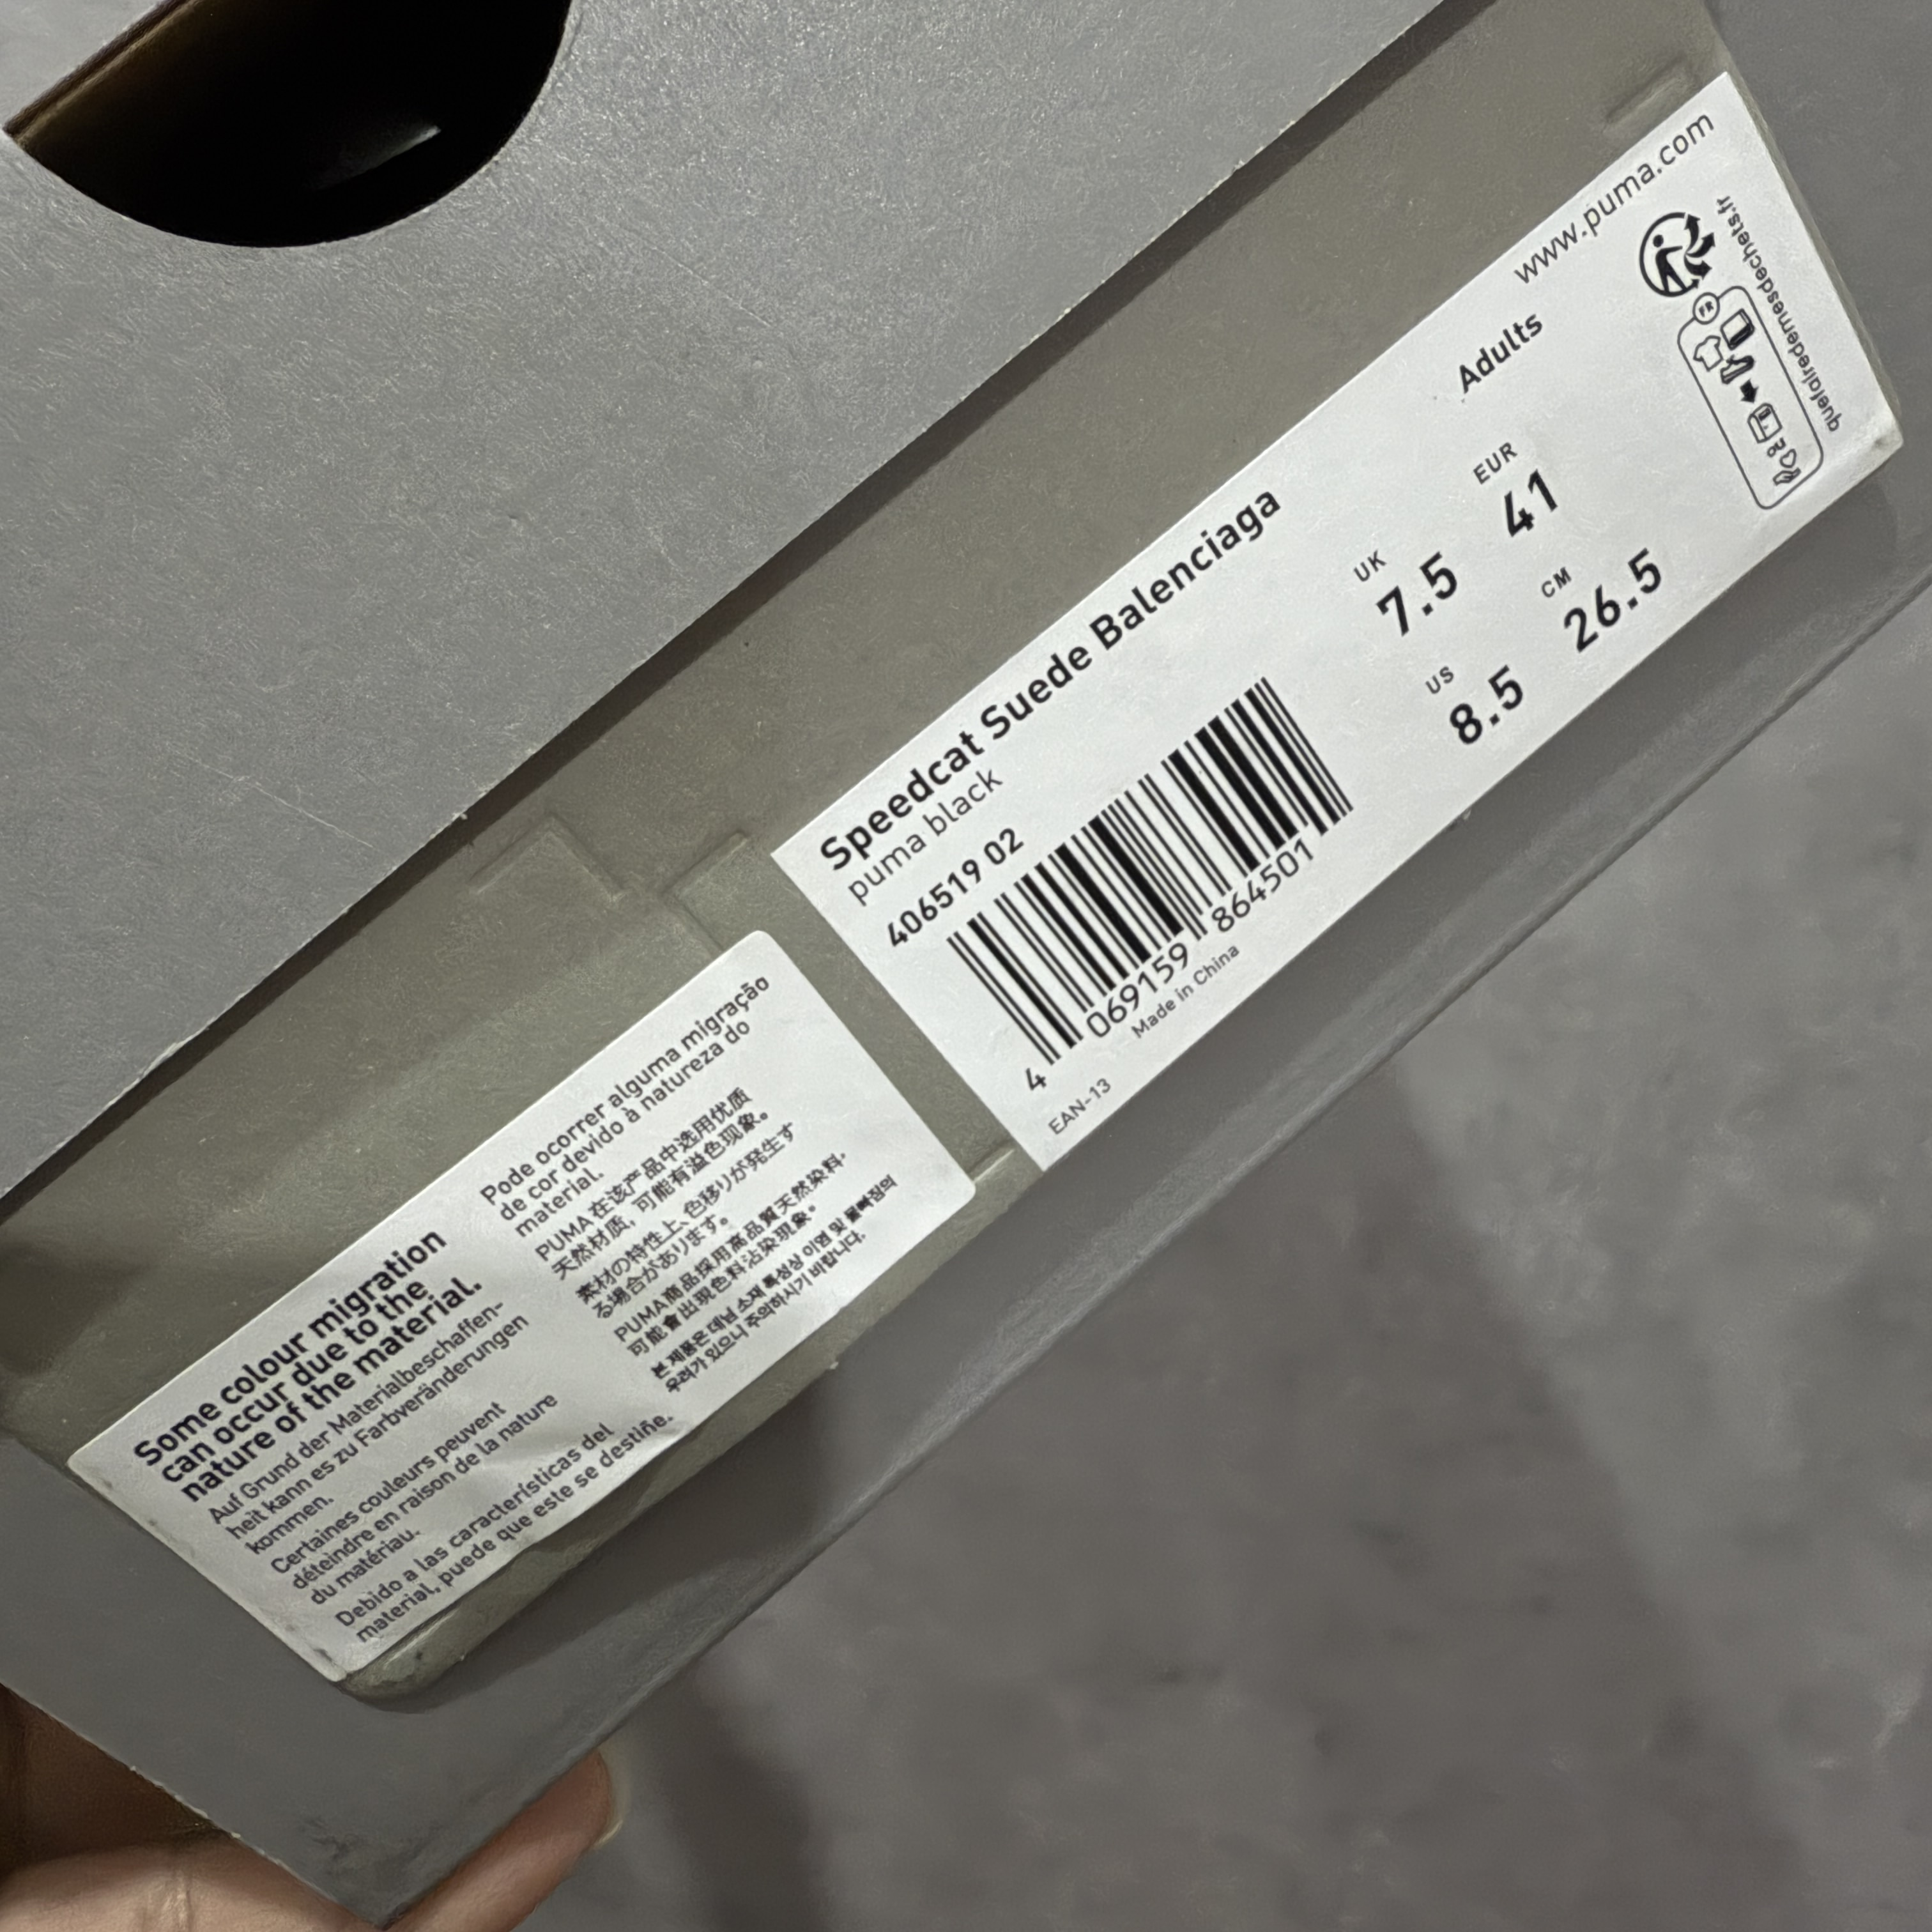 www.puma.com
Speedcat Suede Balenciaga
puma black
Adults
406519 02
4 069159 864501
EAN-13
Made in China
UK
7.5
EUR
41
US
8.5
CM
26.5
FR
quefairedemesdechets.fr
Some colour migration
can occur due to the
nature of the material.
Auf Grund der Materialbeschaffen-
heit kann es zu Farbveränderungen
kommen.
Certaines couleurs peuvent
déteindre en raison de la nature
du matériau.
Debido a las características del
material, puede que este se destiñe.
Pode ocorrer alguma migração
de cor devido à natureza do
material.
PUMA 在该产品中选用优质
天然材质, 可能有溢色现象。
素材の特性上、色移りが発生す
る場合があります。
PUMA商品採用高品質天然染料,
可能會出現色料沾染現象。
본 제품은 데님 소재 특성상 이염 및 물빠짐의
우려가 있으니 주의하시기 바랍니다.